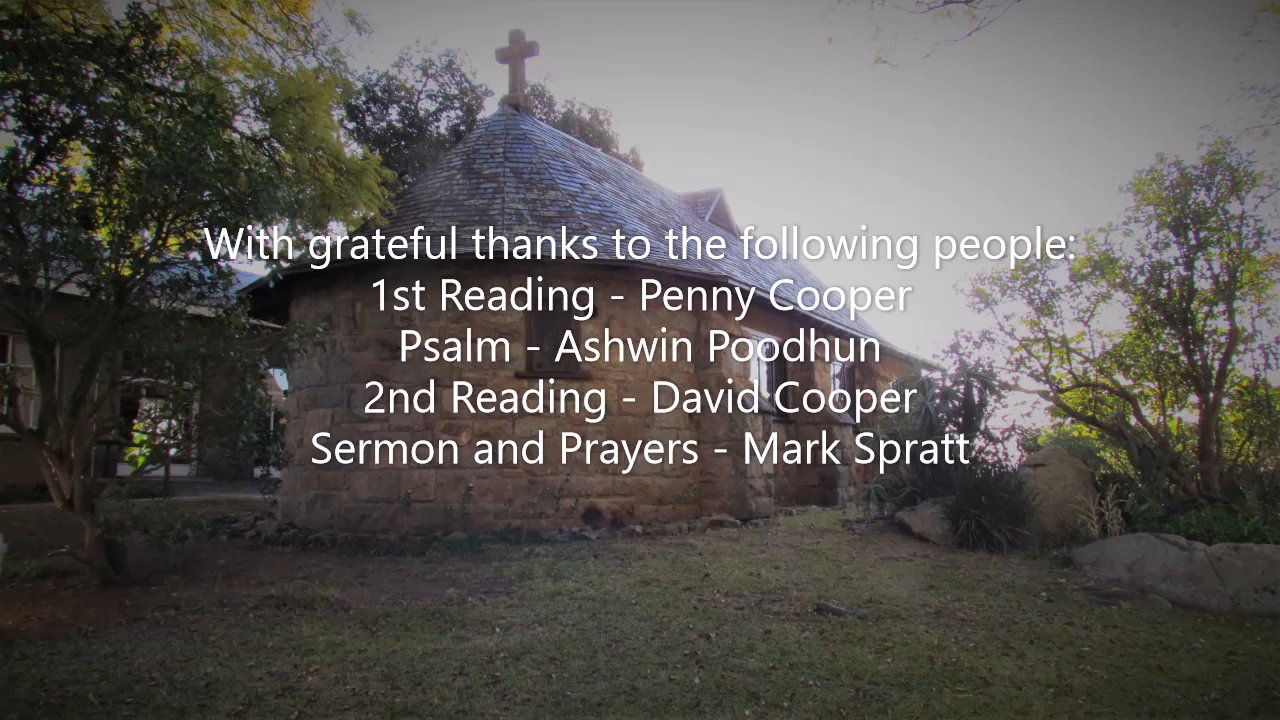 With grateful thanks to the following people:
1st Reading - Penny Cooper
Psalm - Ashwin Poodhun
2nd Reading - David Cooper
Sermon and Prayers - Mark Spratt